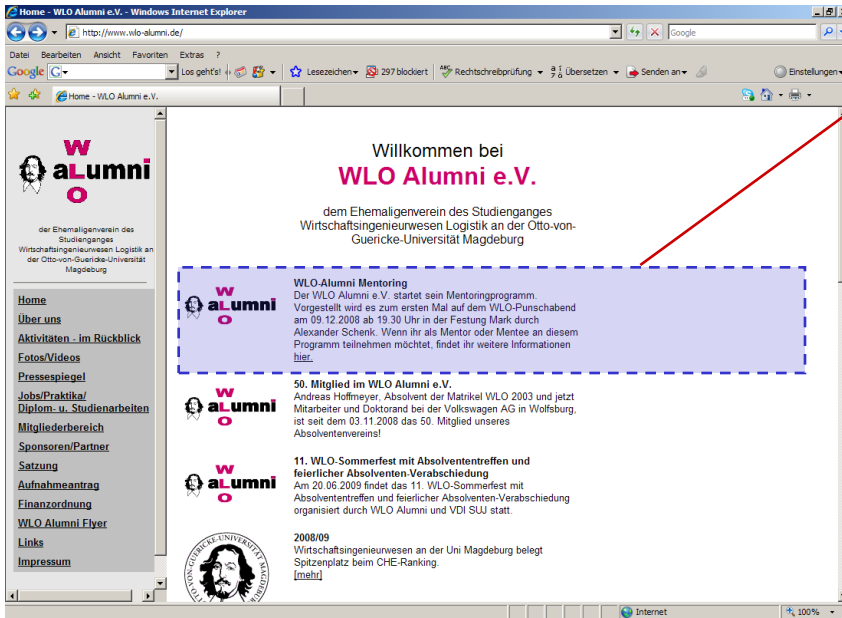 Home - WLO Alumni e.V. - Windows Internet Explorer
http://www.wlo-alumni.de/
Google
Datei Bearbeiten Ansicht Favoriten Extras ?
Google G Los geht's! Lesezeichen 297 blockiert ABC Rechtschreibprüfung Übersetzen Senden an Einstellungen
Home - WLO Alumni e.V.
W
aLumni
O
der Ehemaligenverein des
Studienganges
Wirtschaftsingenieurwesen Logistik an
der Otto-von-Guericke-Universität
Magdeburg
Home
Über uns
Aktivitäten - im Rückblick
Fotos/Videos
Pressespiegel
Jobs/Praktika/
Diplom- u. Studienarbeiten
Mitgliederbereich
Sponsoren/Partner
Satzung
Aufnahmeantrag
Finanzordnung
WLO Alumni Flyer
Links
Impressum
Willkommen bei
WLO Alumni e.V.
dem Ehemaligenverein des Studienganges
Wirtschaftsingenieurwesen Logistik an der Otto-von-
Guericke-Universität Magdeburg
W
aLumni
O
WLO-Alumni Mentoring
Der WLO Alumni e.V. startet sein Mentoringprogramm.
Vorgestellt wird es zum ersten Mal auf dem WLO-Punschabend
am 09.12.2008 ab 19.30 Uhr in der Festung Mark durch
Alexander Schenk. Wenn ihr als Mentor oder Mentee an diesem
Programm teilnehmen möchtet, findet ihr weitere Informationen
hier.
W
aLumni
O
50. Mitglied im WLO Alumni e.V.
Andreas Hoffmeyer, Absolvent der Matrikel WLO 2003 und jetzt
Mitarbeiter und Doktorand bei der Volkswagen AG in Wolfsburg,
ist seit dem 03.11.2008 das 50. Mitglied unseres
Absolventenvereins!
W
aLumni
O
11. WLO-Sommerfest mit Absolvententreffen und
feierlicher Absolventen-Verabschiedung
Am 20.06.2009 findet das 11. WLO-Sommerfest mit
Absolvententreffen und feierlicher Absolventen-Verabschiedung
organisiert durch WLO Alumni und VDI SUJ statt.
OTTO-VON-GUERICKE-UNIVERSITÄT MAGDEBURG
2008/09
Wirtschaftsingenieurwesen an der Uni Magdeburg belegt
Spitzenplatz beim CHE-Ranking.
[mehr]
Internet 100%